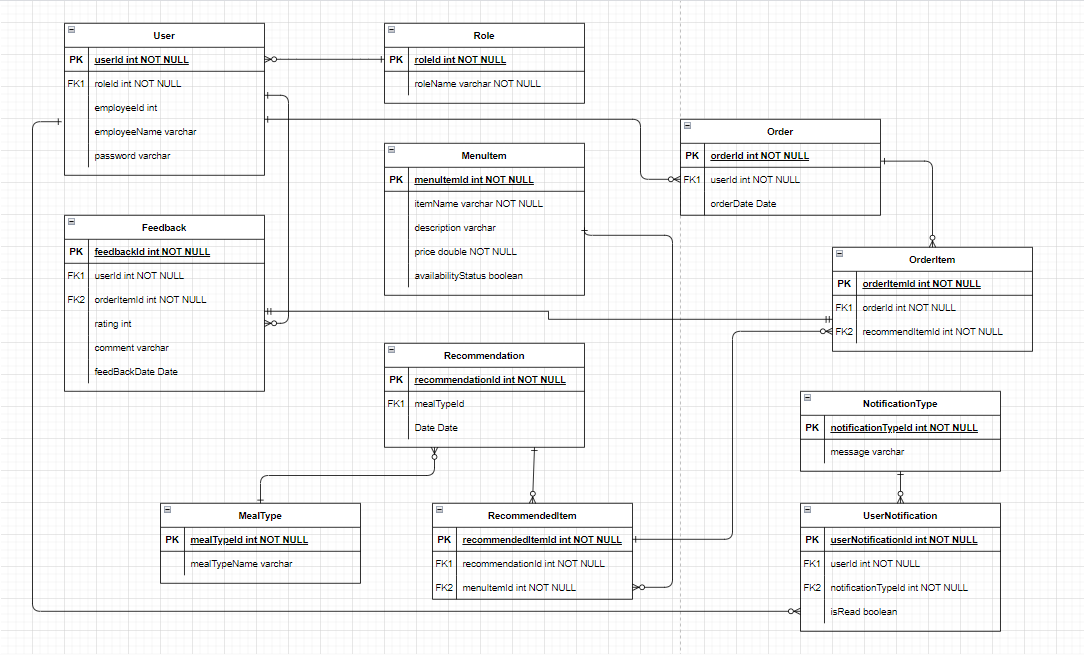 User
PK userId int NOT NULL
FK1 roleId int NOT NULL
employeeId int
employeeName varchar
password varchar
Role
PK roleId int NOT NULL
roleName varchar NOT NULL
MenuItem
PK menuItemId int NOT NULL
itemName varchar NOT NULL
description varchar
price double NOT NULL
availabilityStatus boolean
Order
PK orderId int NOT NULL
FK1 userId int NOT NULL
orderDate Date
Feedback
PK feedbackId int NOT NULL
FK1 userId int NOT NULL
FK2 orderItemId int NOT NULL
rating int
comment varchar
feedBackDate Date
OrderItem
PK orderItemId int NOT NULL
FK1 orderId int NOT NULL
FK2 recommendItemId int NOT NULL
Recommendation
PK recommendationId int NOT NULL
FK1 mealTypeId
Date Date
NotificationType
PK notificationTypeId int NOT NULL
message varchar
MealType
PK mealTypeId int NOT NULL
mealTypeName varchar
RecommendedItem
PK recommendedItemId int NOT NULL
FK1 recommendationId int NOT NULL
FK2 menuItemId int NOT NULL
UserNotification
PK userNotificationId int NOT NULL
FK1 userId int NOT NULL
FK2 notificationTypeId int NOT NULL
isRead boolean